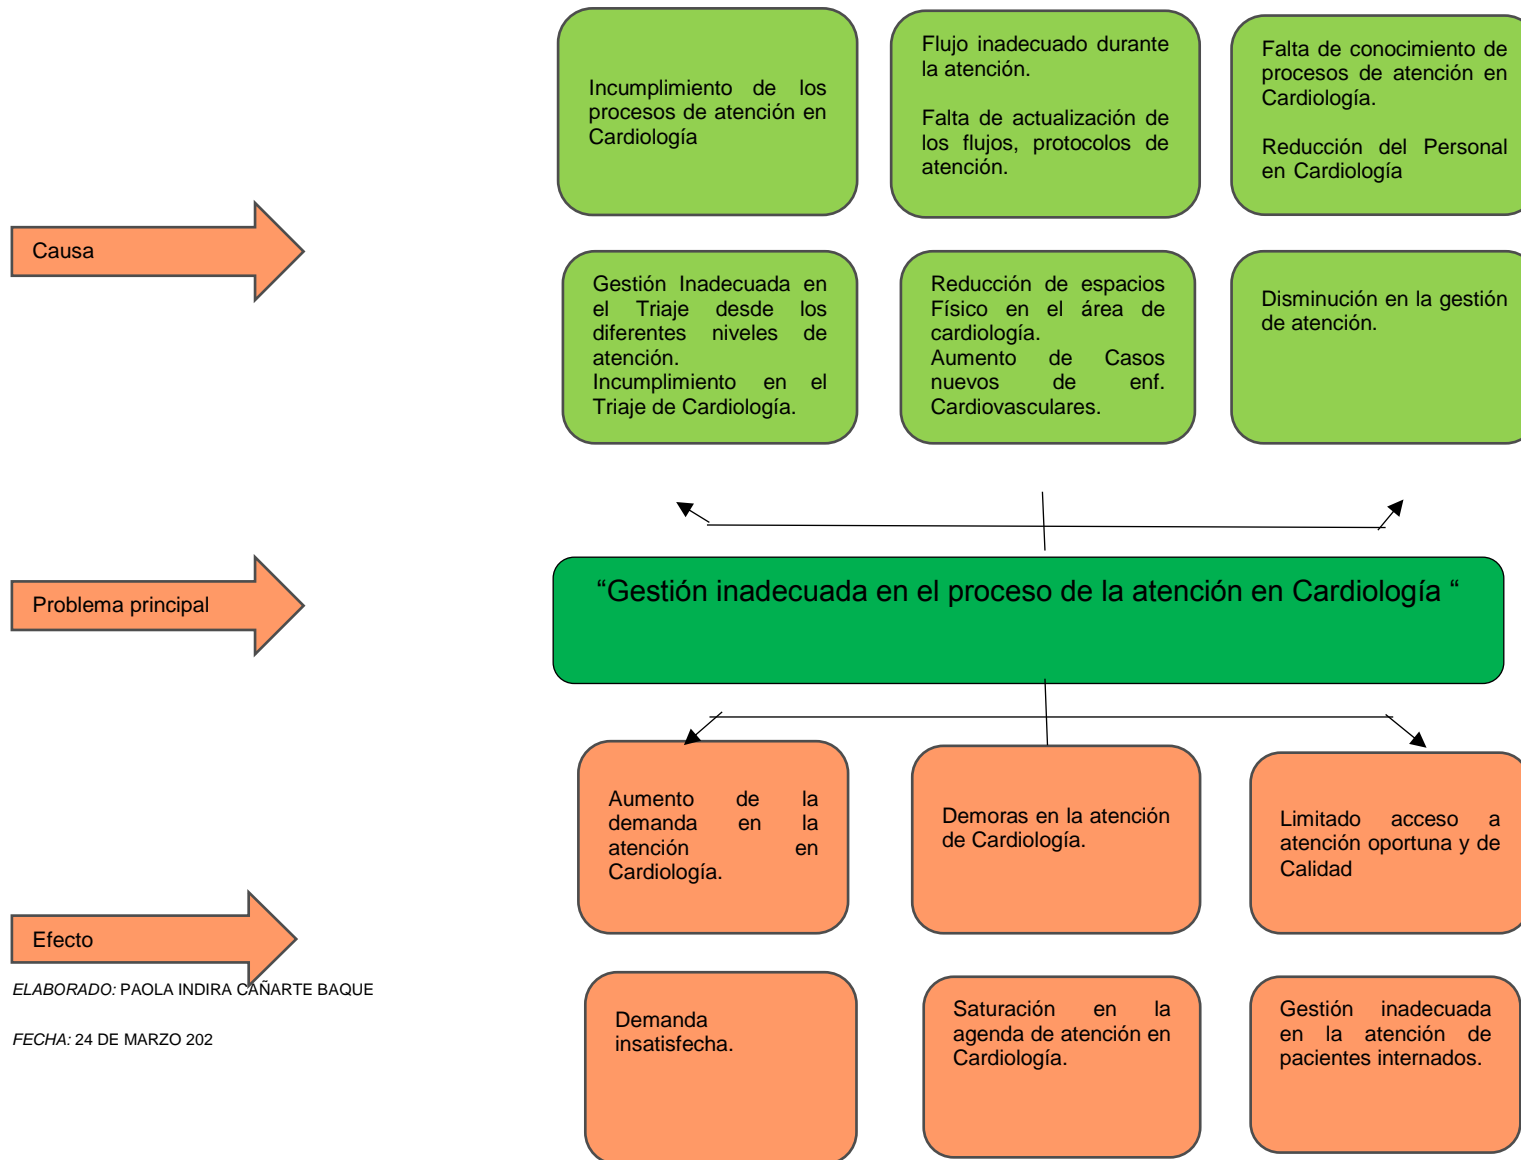 Incumplimiento de los
procesos de atención en
Cardiología
Flujo inadecuado durante
la atención.
Falta de actualización de
los flujos, protocolos de
atención.
Falta de conocimiento de
procesos de atención en
Cardiología.
Reducción del Personal
en Cardiología
Causa
Gestión Inadecuada en
el Triaje desde los
diferentes niveles de
atención.
Incumplimiento en el
Triaje de Cardiología.
Reducción de espacios
Físico en el área de
cardiología.
Aumento de Casos
nuevos de enf.
Cardiovasculares.
Disminución en la gestión
de atención.
Problema principal
“Gestión inadecuada en el proceso de la atención en Cardiología “
Aumento de la
demanda en la
atención en
Cardiología.
Demoras en la atención
de Cardiología.
Limitado acceso a
atención oportuna y de
Calidad
Efecto
ELABORADO: PAOLA INDIRA CAÑARTE BAQUE
FECHA: 24 DE MARZO 202
Demanda
insatisfecha.
Saturación en la
agenda de atención en
Cardiología.
Gestión inadecuada
en la atención de
pacientes internados.